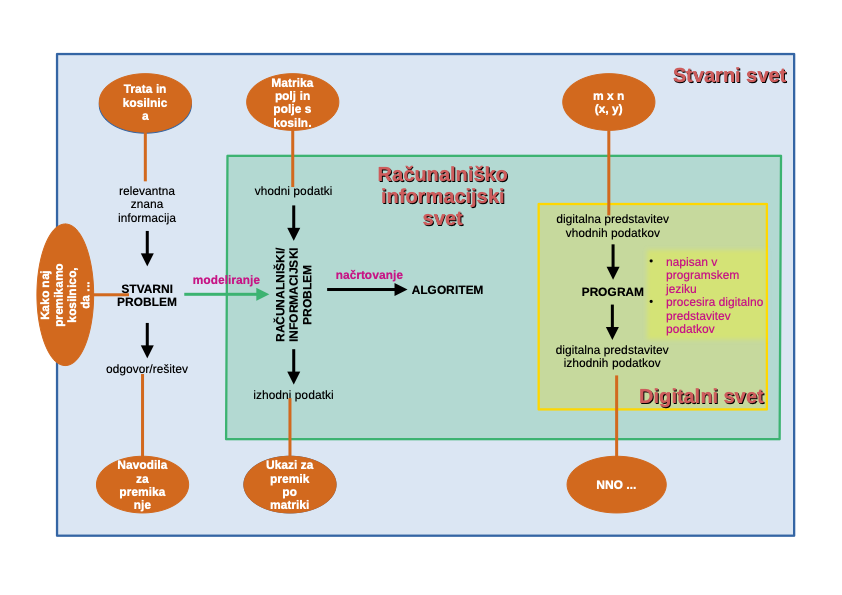 Stvarni svet
Trata in
kosilnic
a
Matrika
polj in
polje s
kosiln.
m x n
(x, y)
Računalniško
informacijski
svet
relevantna
znana
informacija
vhodni podatki
digitalna predstavitev
vhodnih podatkov
Kako naj
premikamo
kosilnico,
da ...
STVARNI
PROBLEM
modeliranje
RAČUNALNIŠKI/
INFORMACIJSKI
PROBLEM
načrtovanje
ALGORITEM
PROGRAM
• napisan v
programskem
jeziku
• procesira digitalno
predstavitev
podatkov
odgovor/rešitev
izhodni podatki
digitalna predstavitev
izhodnih podatkov
Digitalni svet
Navodila
za
premika
nje
Ukazi za
premik
po
matriki
NNO ...